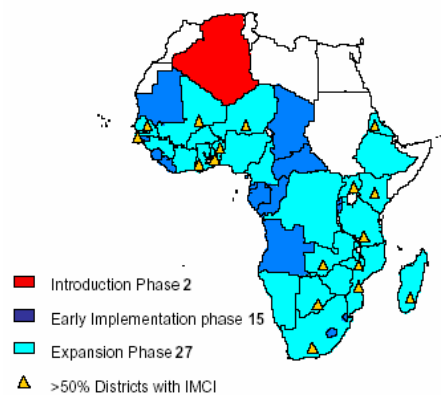 Introduction Phase 2
Early Implementation phase 15
Expansion Phase 27
>50% Districts with IMCI